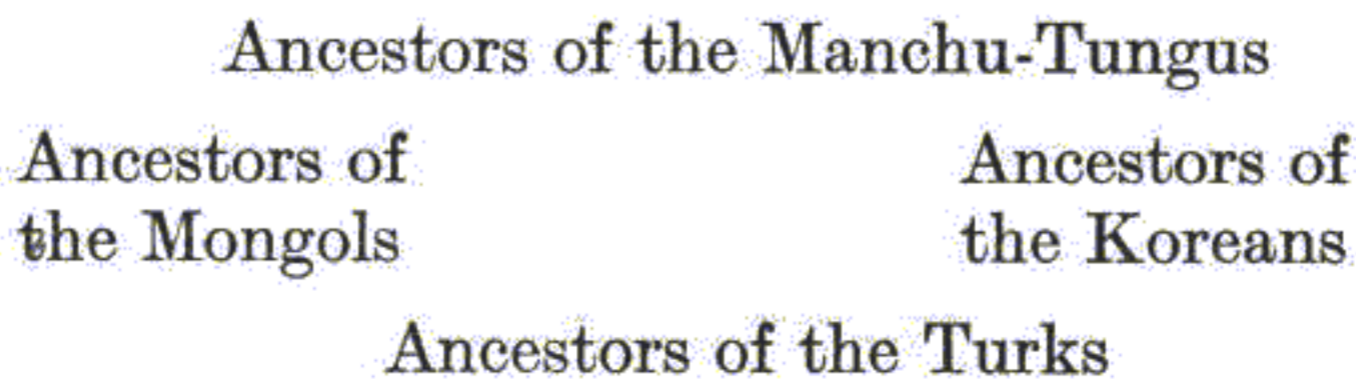 Ancestors of the Manchu-Tungus
Ancestors of
the Mongols
Ancestors of
the Koreans
Ancestors of the Turks